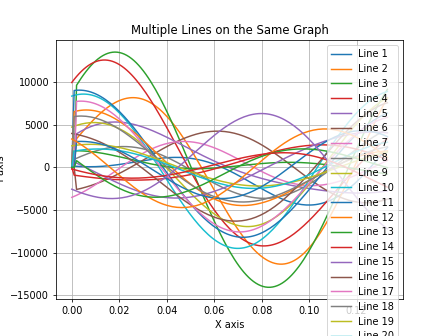 Multiple Lines on the Same Graph
10000
5000
0
−5000
−10000
−15000
0.00
0.02
0.04
0.06
0.08
0.10
X axis
Line 1
Line 2
Line 3
Line 4
Line 5
Line 6
Line 7
Line 8
Line 9
Line 10
Line 11
Line 12
Line 13
Line 14
Line 15
Line 16
Line 17
Line 18
Line 19
Line 20